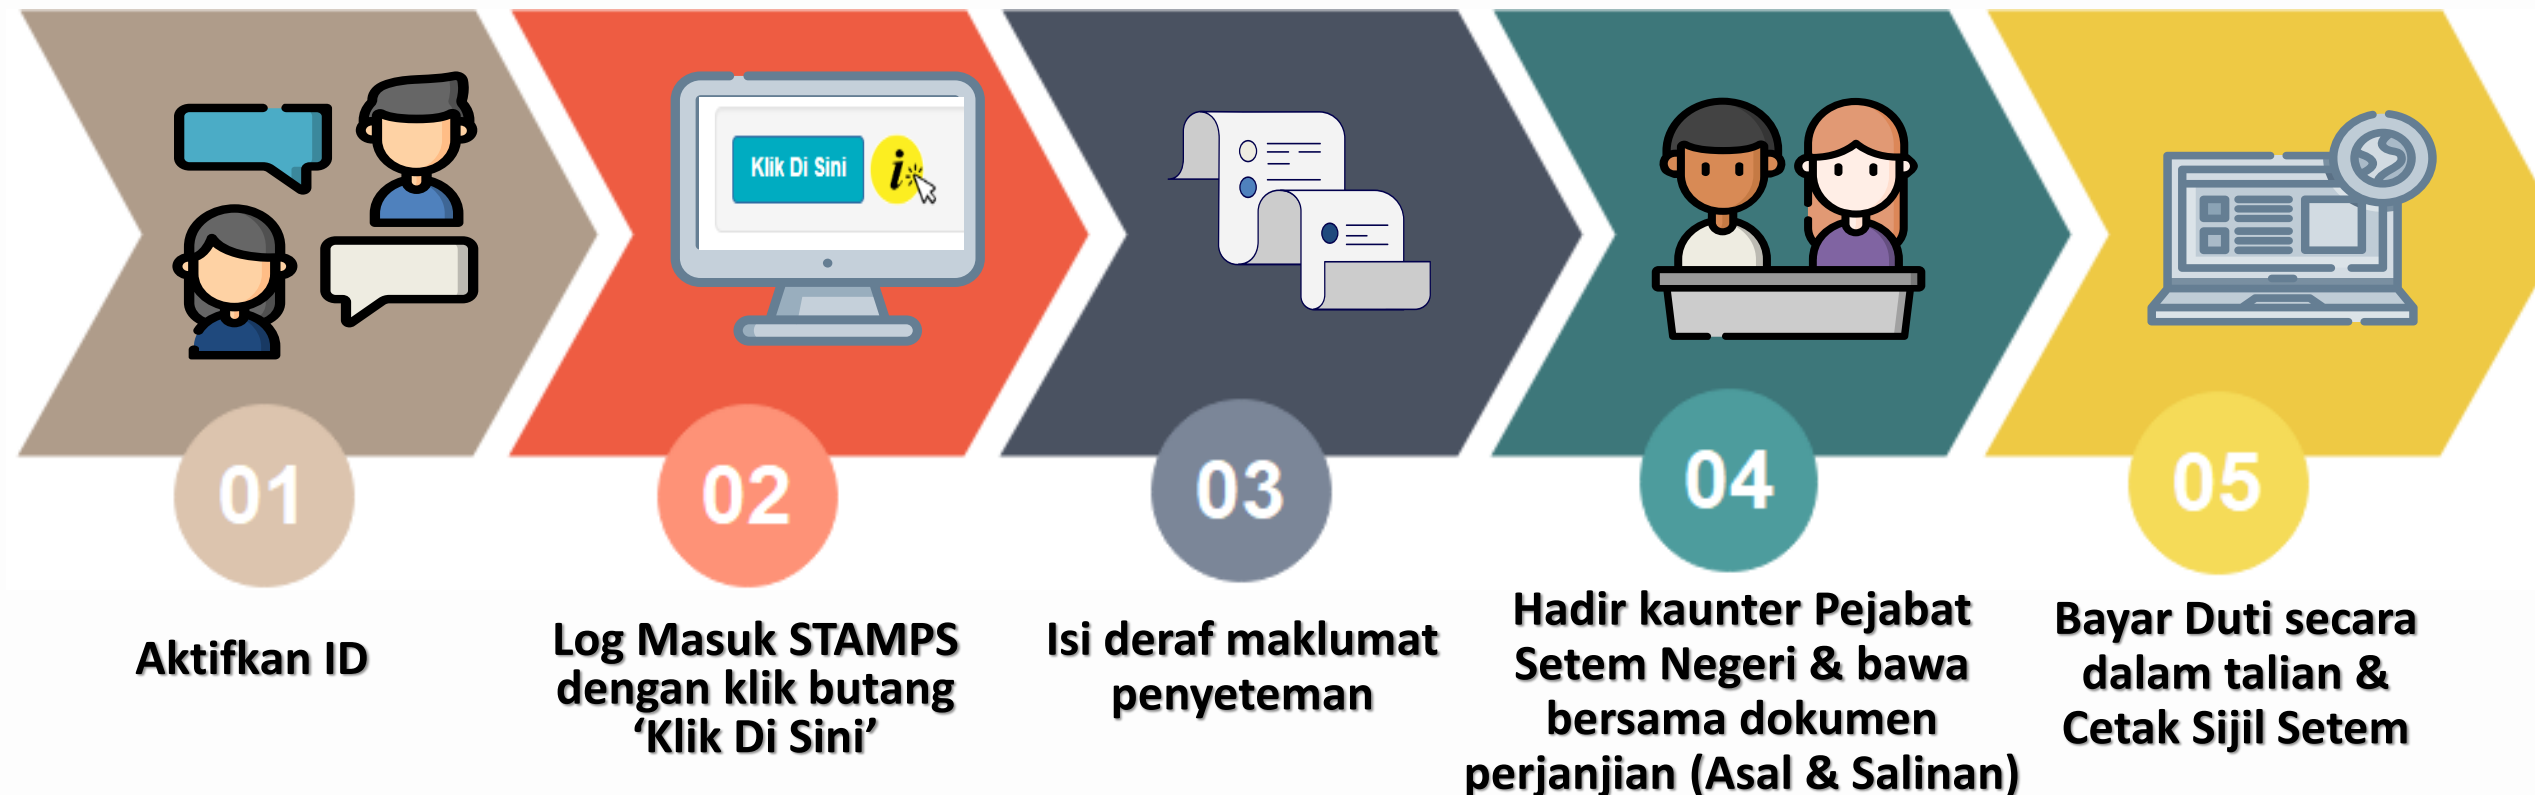 Klik Di Sini
i
01
02
03
04
05
Aktifkan ID
Log Masuk STAMPS
dengan klik butang
‘Klik Di Sini’
Isi deraf maklumat
penyeteman
Hadir kaunter Pejabat
Setem Negeri & bawa
bersama dokumen
perjanjian (Asal & Salinan)
Bayar Duti secara
dalam talian &
Cetak Sijil Setem